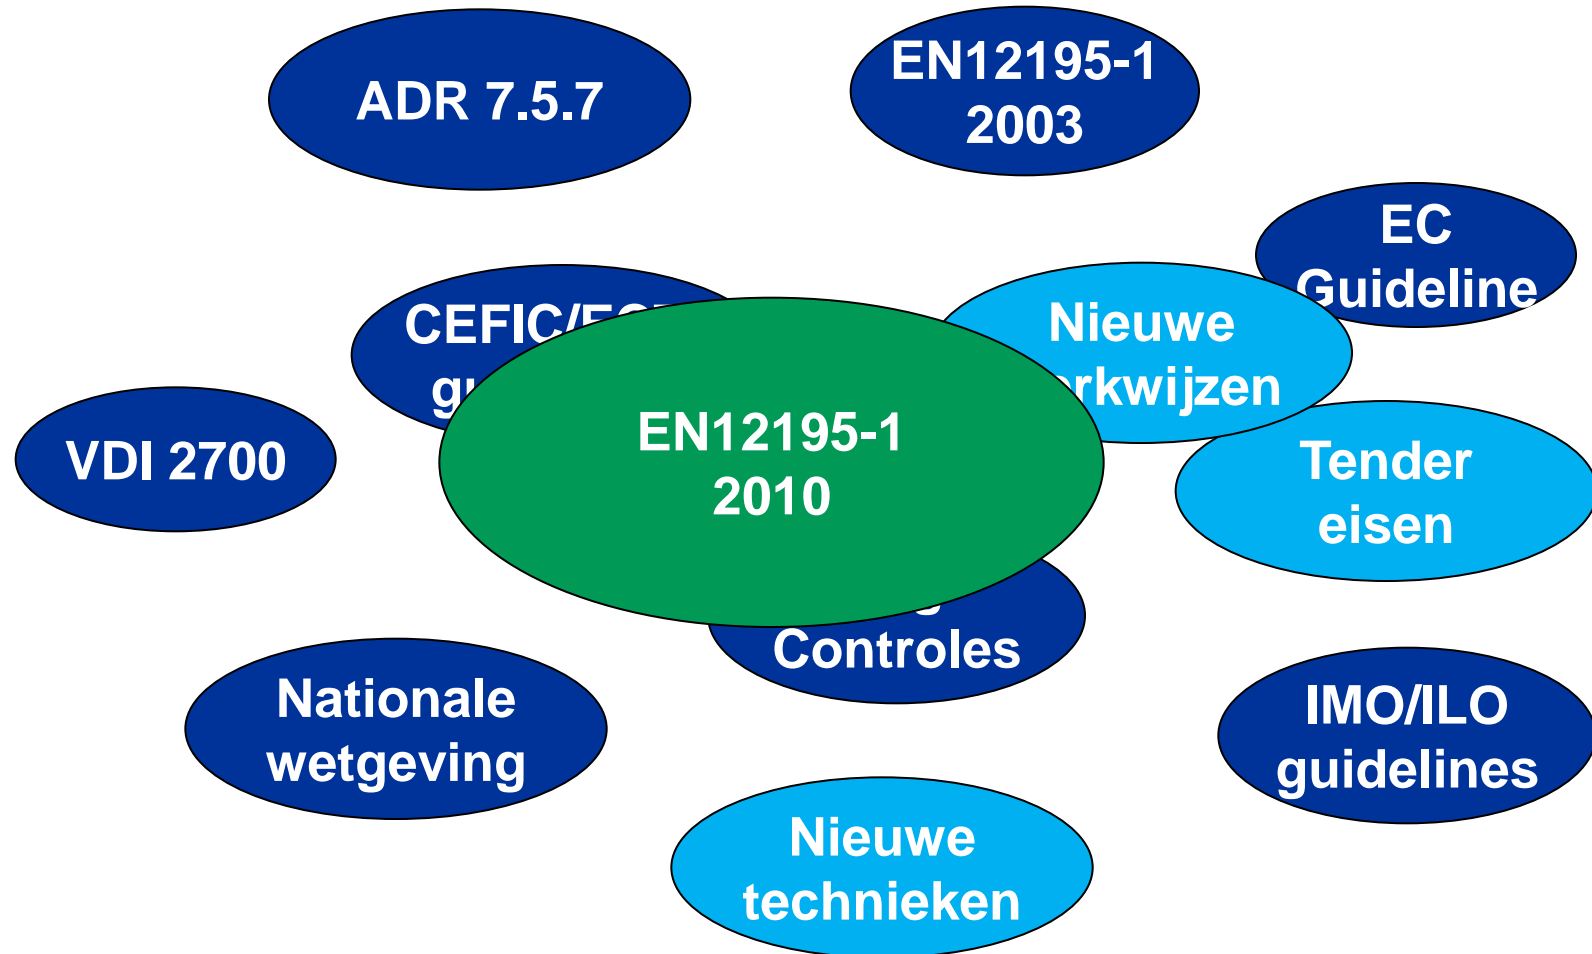 ADR 7.5.7
EN12195-1
2003
EC
Guideline
CEFIC/
Nieuwe
VDI 2700
EN12195-1
2010
Tender
eisen
Controles
Nationale
wetgeving
IMO/ILO
guidelines
Nieuwe
technieken